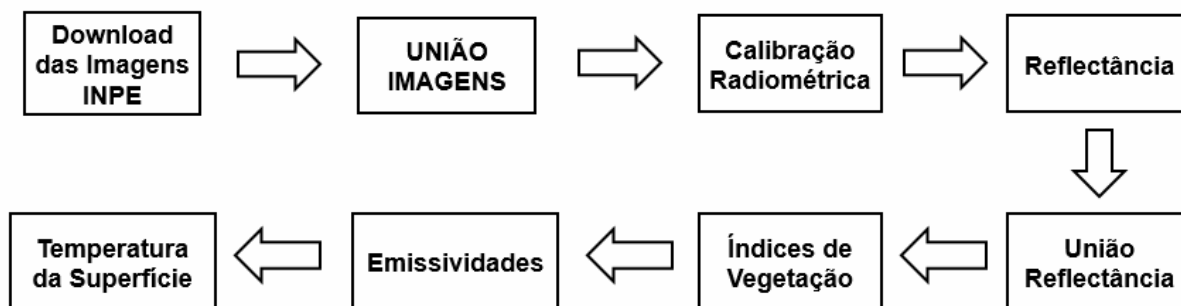 Download
das Imagens
INPE
UNIÃO
IMAGENS
Calibração
Radiométrica
Reflectância
União
Reflectância
Índices de
Vegetação
Emissividades
Temperatura
da Superfície